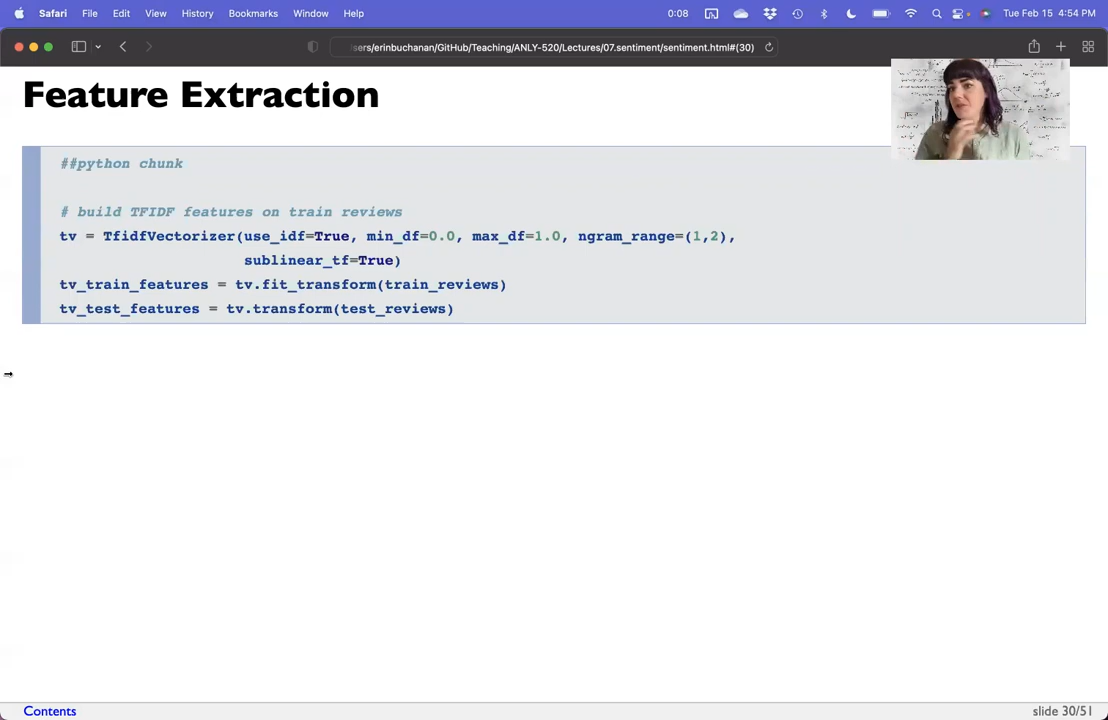 Safari File Edit View History Bookmarks Window Help 0:08 Tue Feb 15 4:54 PM
sers/erinbuchanan/GitHub/Teaching/ANLY-520/Lectures/07.sentiment/sentiment.html#(30)
Feature Extraction
##python chunk
# build TFIDF features on train reviews
tv = TfidfVectorizer(use_idf=True, min_df=0.0, max_df=1.0, ngram_range=(1,2),
sublinear_tf=True)
tv_train_features = tv.fit_transform(train_reviews)
tv_test_features = tv.transform(test_reviews)
Contents slide 30/51